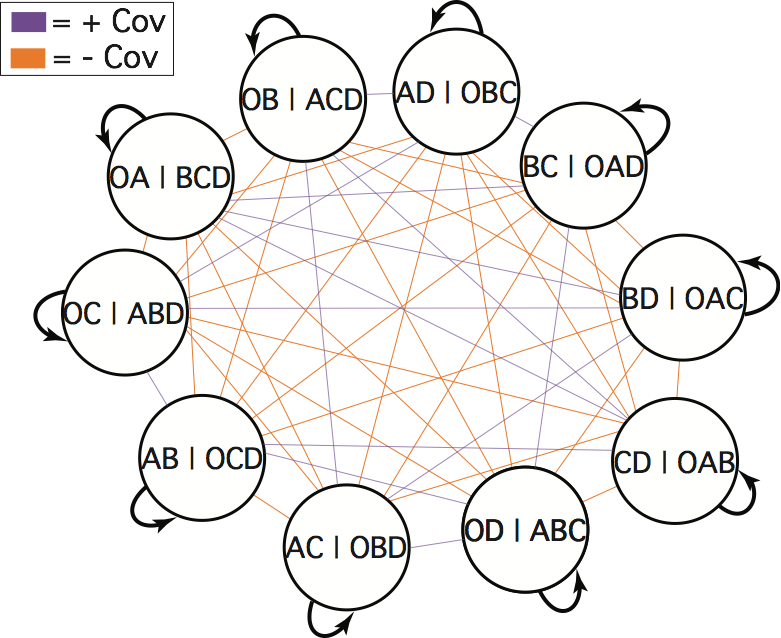 = + Cov
= - Cov
OB | ACD
AD | OBC
OA | BCD
BC | OAD
OC | ABD
BD | OAC
AB | OCD
CD | OAB
AC | OBD
OD | ABC